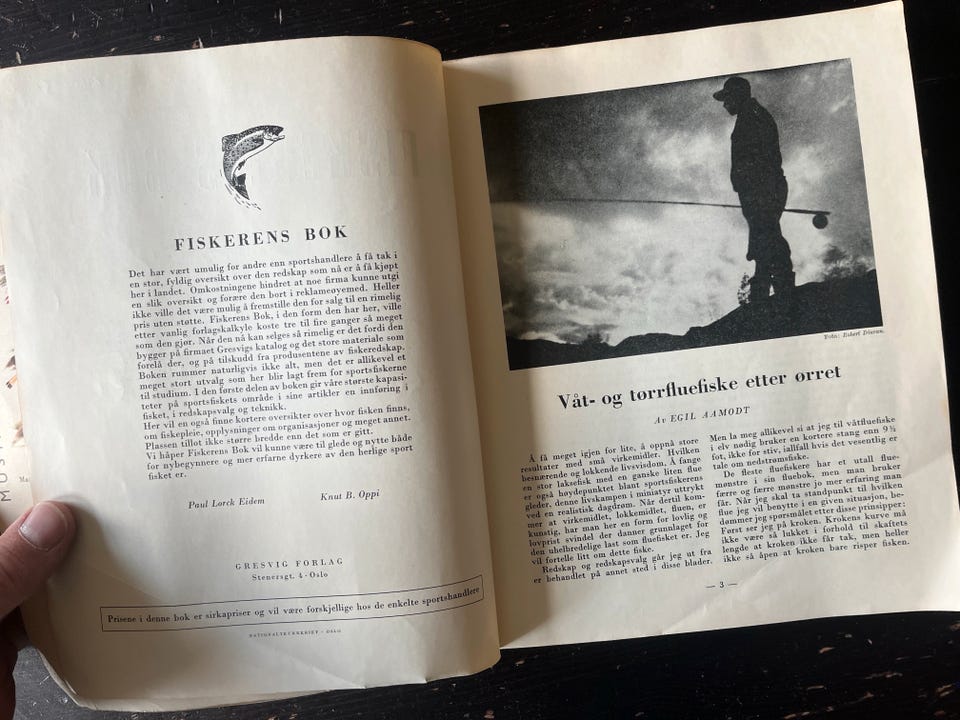 FISKERENS BOK
Det har vært umulig for andre enn sportshandlere å få tak i
en stor, fyldig oversikt over den redskap som nå er å få kjøpt
her i landet. Omkostningene hindret at noe firma kunne utgi
en slik oversikt og forære den bort i reklameøyemed. Heller
ikke ville det være mulig å fremstille den for salg til en rimelig
pris uten støtte. Fiskerens Bok, i den form den har her, ville
etter vanlig forlagskalkyle koste tre til fire ganger så meget
som den gjør. Når den nå kan selges så rimelig er det fordi den
bygger på firmaet Gresvigs katalog og det store materiale som
forelå der, og på tilskudd fra produsentene av fiskeredskap.
Boken rummer naturligvis ikke alt, men det er allikevel et
meget stort utvalg som her blir lagt frem for sportsfiskerne
til studium. I den første delen av boken gir våre største kapasi-
teter på sportsfiskets område i sine artikler en innføring i
fisket, i redskapsvalg og teknikk.
Her vil en også finne kortere oversikter over hvor fisken finns,
om fiskepleie, opplysninger om organisasjoner og meget annet.
Plassen tillot ikke større bredde enn det som er gitt.
Vi håper Fiskerens Bok vil kunne være til glede og nytte både
for nybegynnere og mer erfarne dyrkere av den herlige sport
fisket er.
Paul Lorck Eidem Knut B. Oppi
GRESVIG FORLAG
Stenersgt. 4 - Oslo
Prisene i denne bok er sirkapriser og vil være forskjellige hos de enkelte sportshandlere
NATIONALTRYKKERIET - OSLO
Foto:
Våt- og tørrfluefiske etter ørret
Av EGIL AAMODT
Å få meget igjen for lite, å oppnå store
resultater med små virkemidler. Hvilken
besnærende og lokkende livsvisdom. Å fange
en stor laksefisk med en ganske liten flue
er også høydepunktet blant sportsfiskerens
gleder, denne livskampen i miniatyr uttrykt
ved en realistisk dagdrøm. Når dertil kom-
mer at virkemidlet, lokkemidlet, fluen, er
kunstig, har man her en form for lovlig og
lovprist svindel der danner grunnlaget for
den uhelbredelige last som fluefisket er. Jeg
vil fortelle litt om dette fiske.
Redskap og redskapsvalg går jeg ut fra
er behandlet på annet sted i disse blader.
Men la meg allikevel si at jeg til våtfluefiske
i elv nødig bruker en kortere stang enn 9½
fot, ikke for stiv, iallfall hvis det vesentlig er
tale om nedstrømsfiske.
De fleste fluefiskere har et utall flue-
mønstre i sin fluebok, men man bruker
færre og færre mønstre jo mer erfaring man
får. Når jeg skal ta standpunkt til hvilken
flue jeg vil benytte i en given situasjon, be-
dømmer jeg spørsmålet etter disse prinsipper:
Først ser jeg på kroken. Krokens kurve må
ikke være så lukket i forhold til skaftets
lengde at kroken ikke får tak, men heller
ikke så åpen at kroken bare risper fisken.
— 3 —